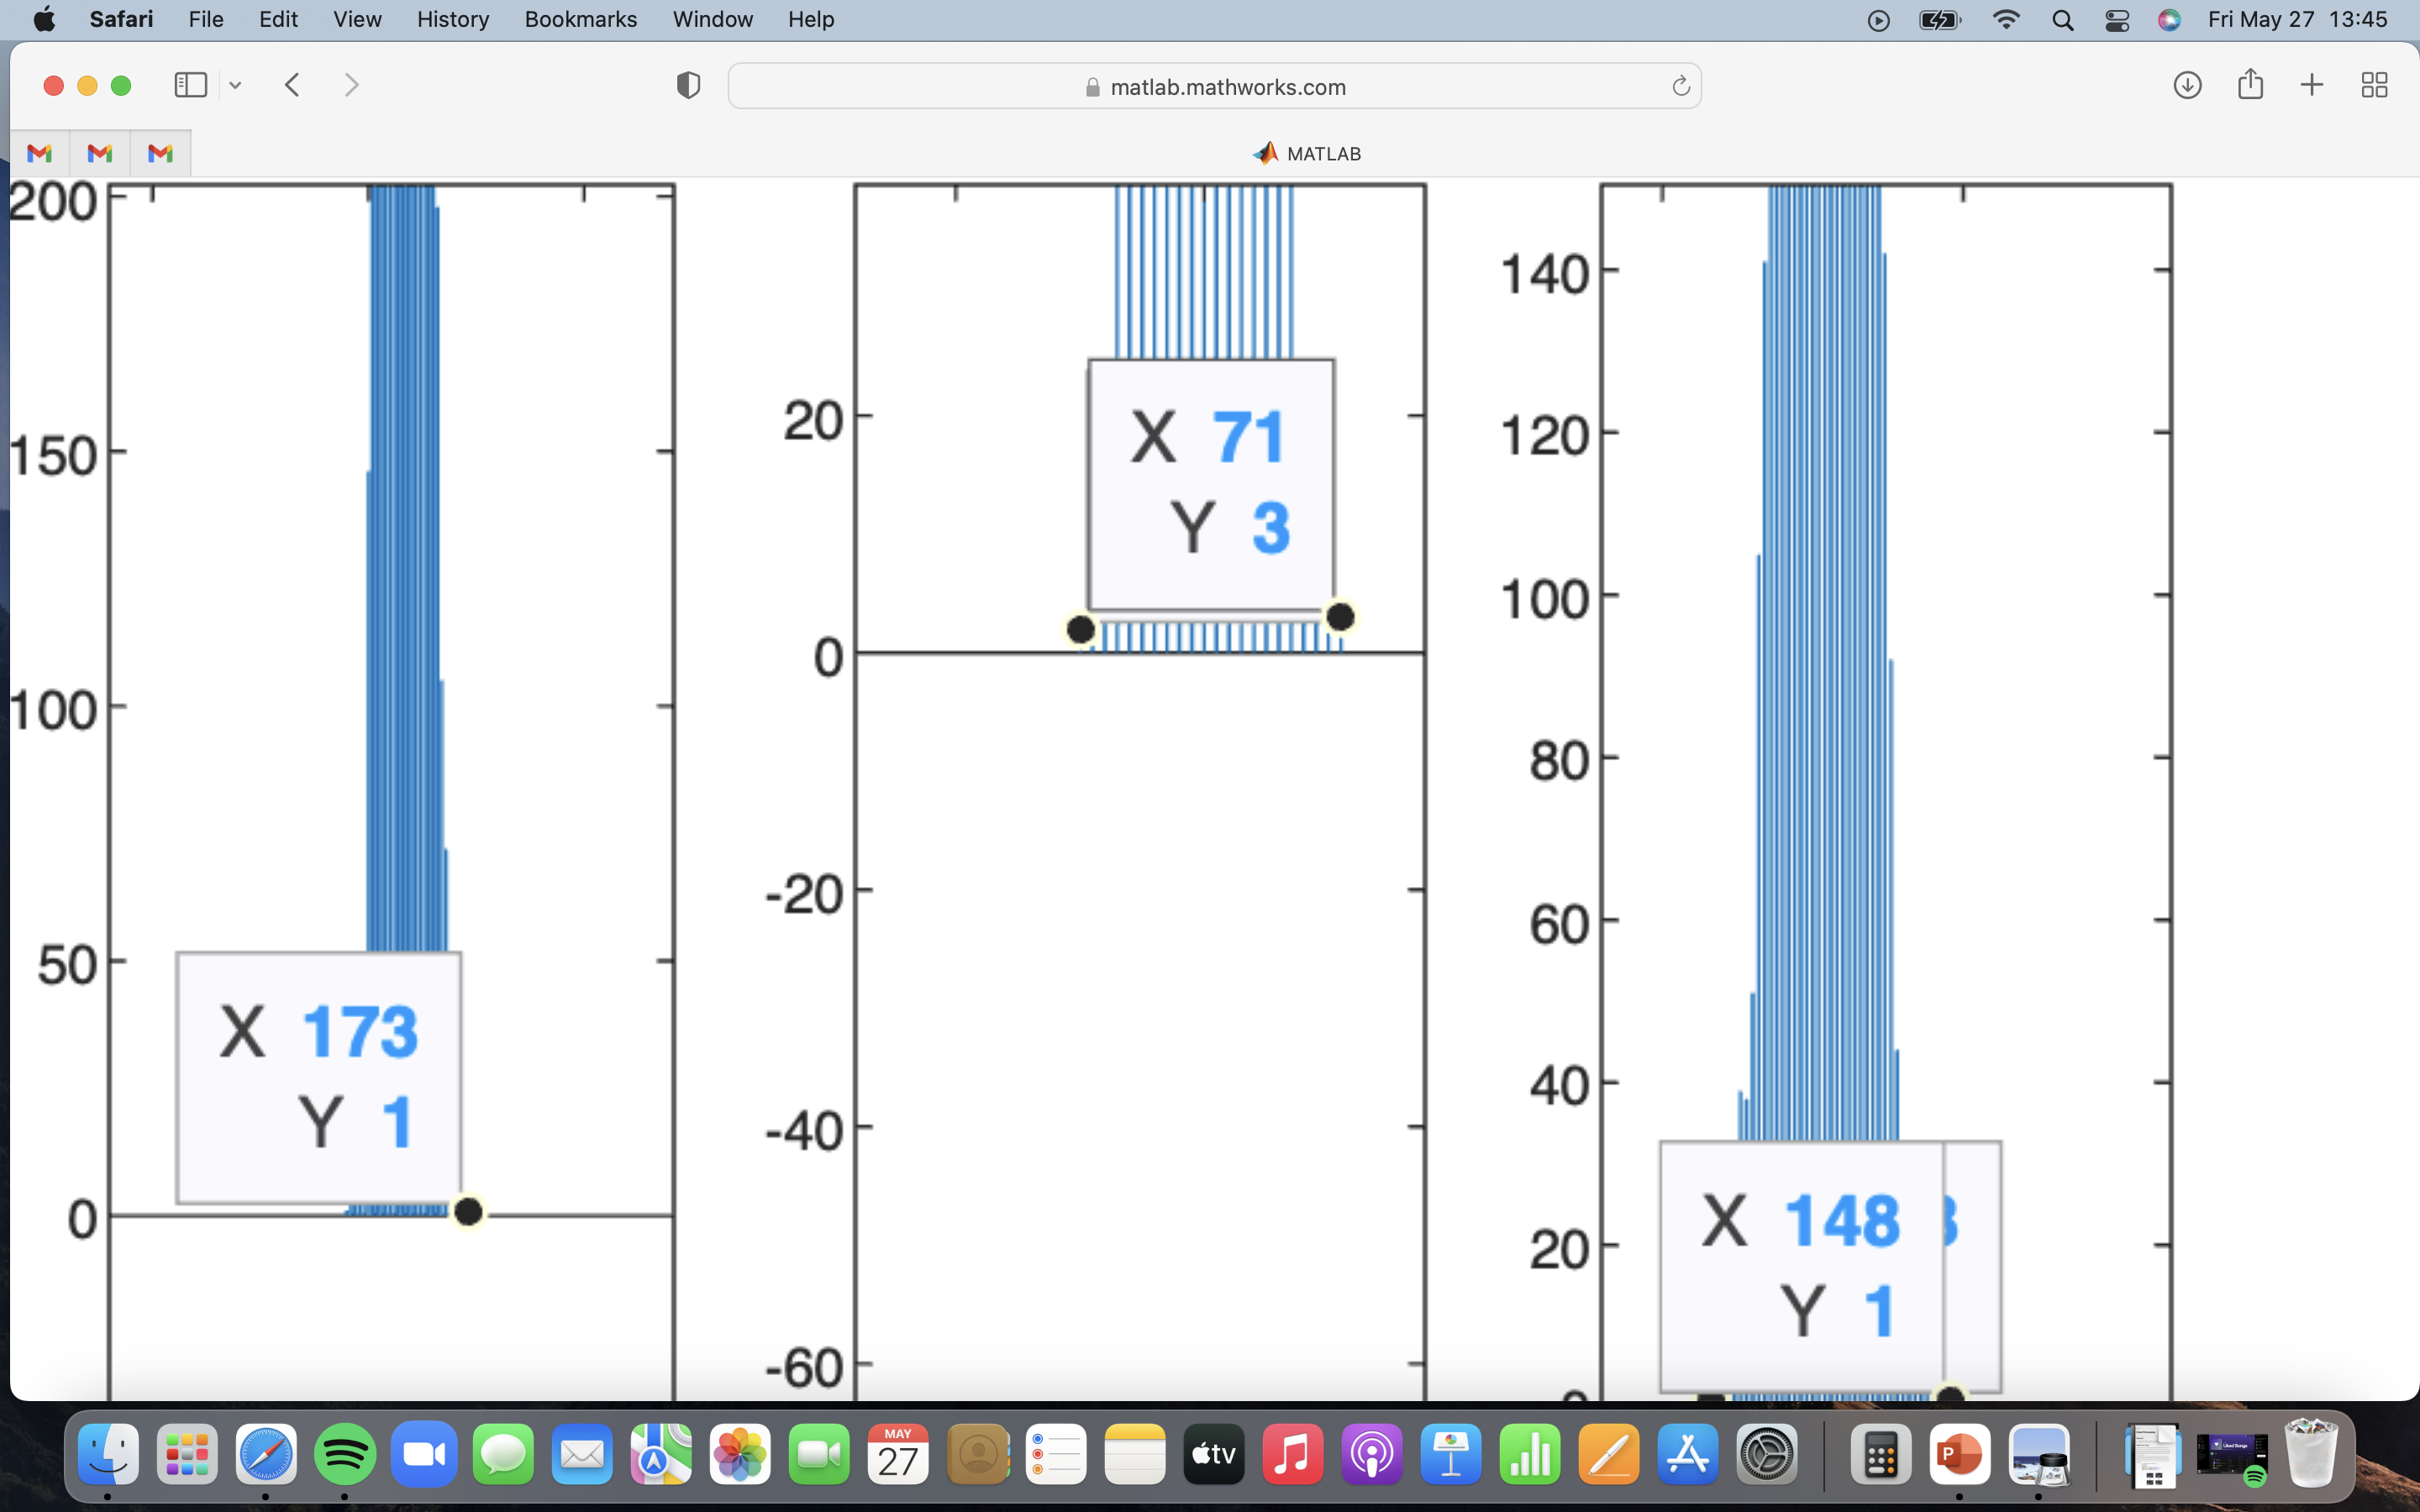 Safari File Edit View History Bookmarks Window Help Fri May 27 13:45
matlab.mathworks.com
MATLAB
200
150
100
50
0
X 173
Y 1
20
0
-20
-40
-60
X 71
Y 3
140
120
100
80
60
40
20
0
X 148
Y 1
3
MAY
27
tv
P